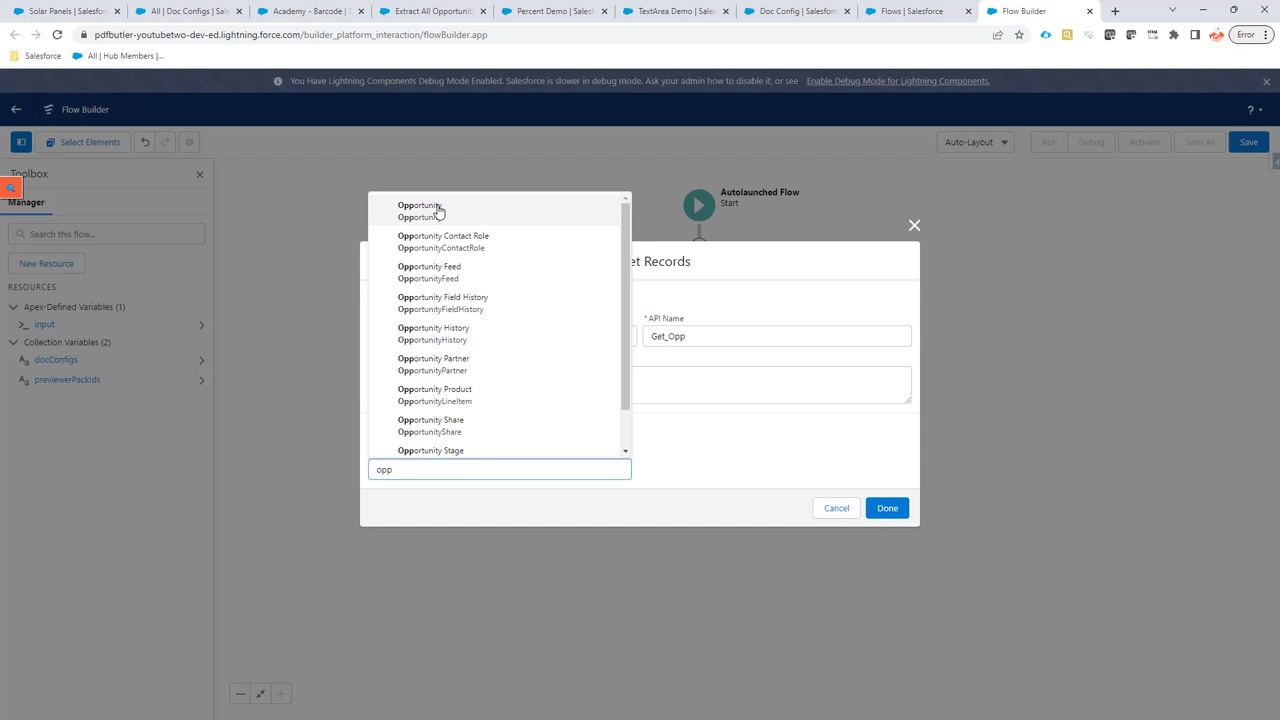 Solar Panels | Salesfor
All | Doc Configs | Sale
Academy - Barcode | S
Extract All Opportuniti
Percent Demo | Salesf
TextArea Demo | Sales
Doc Config | Salesforc
Flows | Salesforce
Flow Builder
pdfbutler-youtubetwo-dev-ed.lightning.force.com/builder_platform_interaction/flowBuilder.app
Error
Salesforce
All | Hub Members |...
You Have Lightning Components Debug Mode Enabled. Salesforce is slower in debug mode. Ask your admin how to disable it, or see Enable Debug Mode for Lightning Components.
Flow Builder
?
Select Elements
Auto-Layout
Run
Debug
Activate
Save As
Save
Toolbox
Manager
Search this flow...
New Resource
RESOURCES
Apex-Defined Variables (1)
input
Collection Variables (2)
docConfigs
previewerPackIds
Autolaunched Flow
Start
et Records
* API Name
Get_Opp
Opportunity
Opportunity
Opportunity Contact Role
OpportunityContactRole
Opportunity Feed
OpportunityFeed
Opportunity Field History
OpportunityFieldHistory
Opportunity History
OpportunityHistory
Opportunity Partner
OpportunityPartner
Opportunity Product
OpportunityLineItem
Opportunity Share
OpportunityShare
Opportunity Stage
opp
Cancel
Done